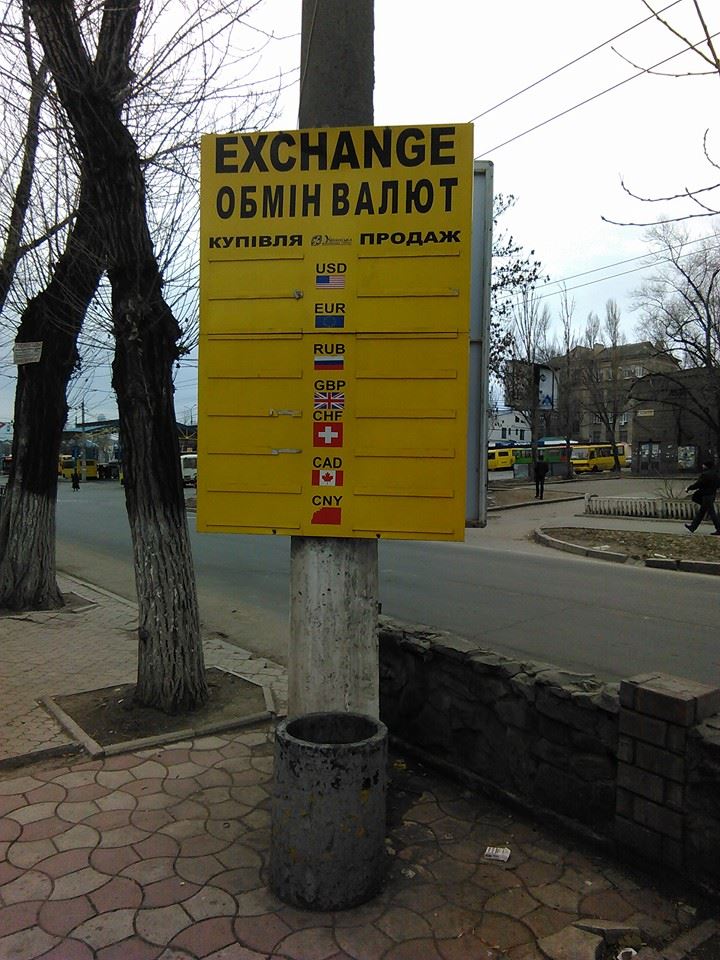 EXCHANGE
ОБМІН ВАЛЮТ
КУПІВЛЯ ПРОДАЖ
USD
EUR
RUB
GBP
CHF
CAD
CNY